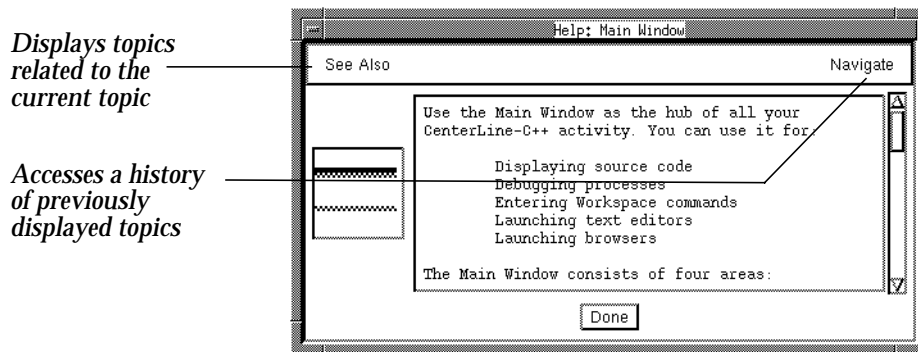 Displays topics
related to the
current topic
Accesses a history
of previously
displayed topics
Help: Main Window
See Also
Navigate
Use the Main Window as the hub of all your
CenterLine-C++ activity. You can use it for:
Displaying source code
Debugging processes
Entering Workspace commands
Launching text editors
Launching browsers
The Main Window consists of four areas:
Done